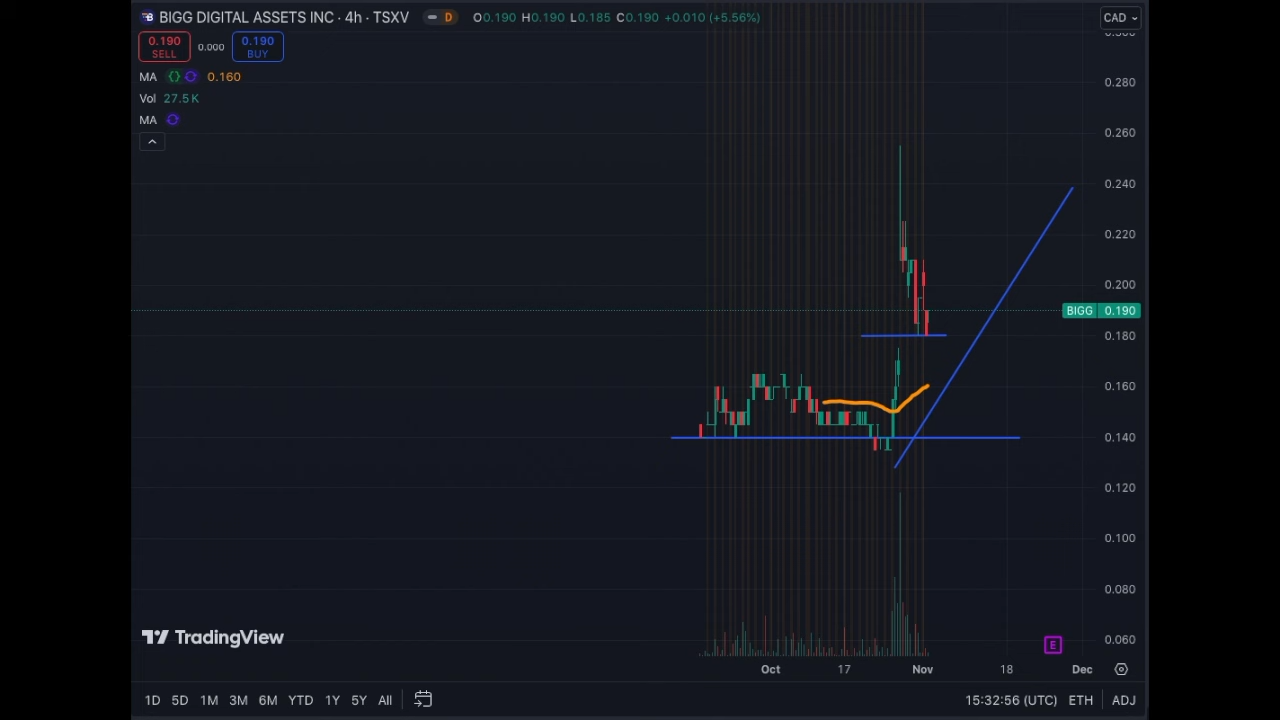 BIGG DIGITAL ASSETS INC · 4h · TSXV D O0.190 H0.190 L0.185 C0.190 +0.010 (+5.56%) CAD
0.190 SELL 0.000 0.190 BUY
MA 0.160
Vol 27.5K
MA
0.300
0.280
0.260
0.240
0.220
0.200
BIGG 0.190
0.180
0.160
0.140
0.120
0.100
0.080
0.060
TradingView
E
Oct 17 Nov 18 Dec
1D 5D 1M 3M 6M YTD 1Y 5Y All 15:32:56 (UTC) ETH ADJ